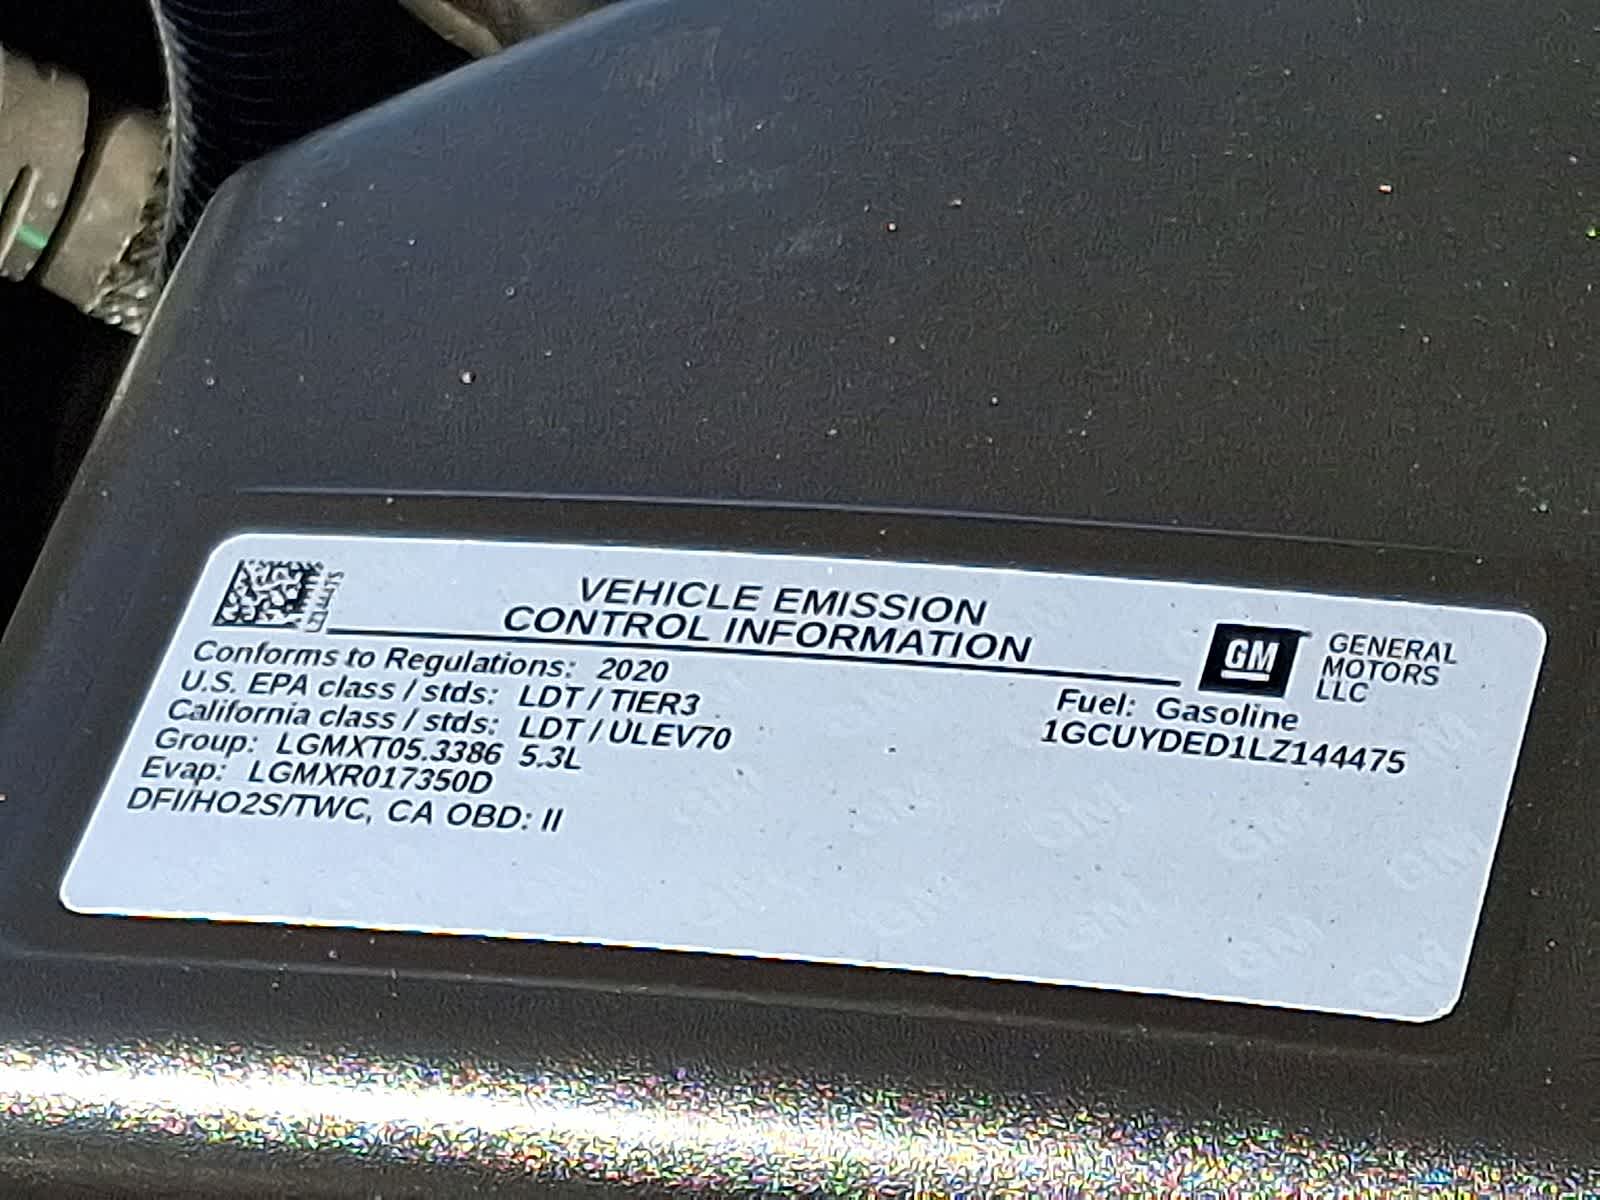 VEHICLE EMISSION
CONTROL INFORMATION
GM
GENERAL
MOTORS
LLC
Conforms to Regulations: 2020
U.S. EPA class / stds: LDT / TIER3
California class / stds: LDT / ULEV70
Group: LGMXT05.3386 5.3L
Evap: LGMXR017350D
DFI/HO2S/TWC, CA OBD: II
Fuel: Gasoline
1GCUYDED1LZ144475